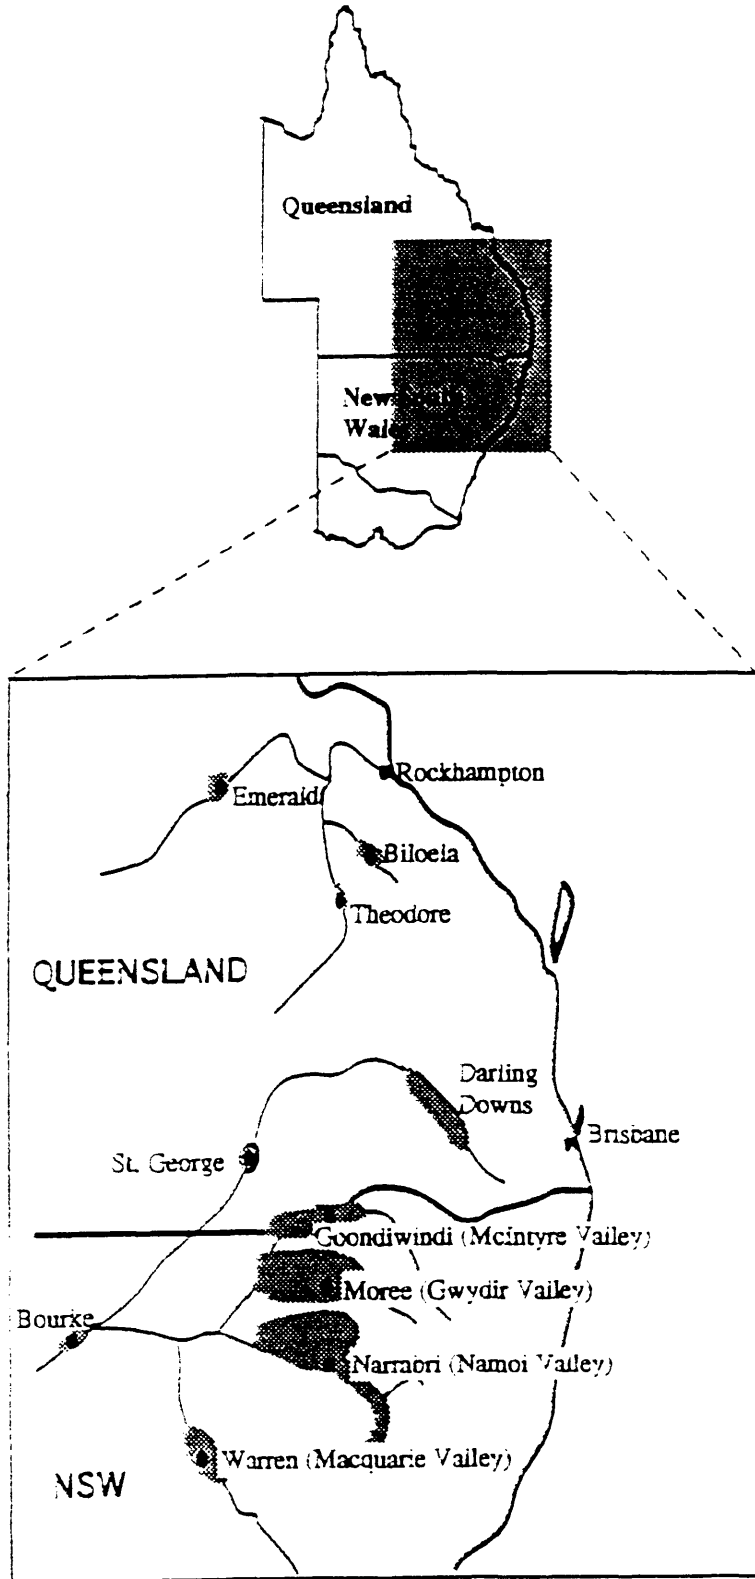 Queensland
New South
Wales
Rockhampton
Emerald
Biloela
Theodore
QUEENSLAND
Darling
Downs
Brisbane
St. George
Goondiwindi (McIntyre Valley)
Moree (Gwydir Valley)
Bourke
Narrabri (Namoi Valley)
Warren (Macquarie Valley)
NSW